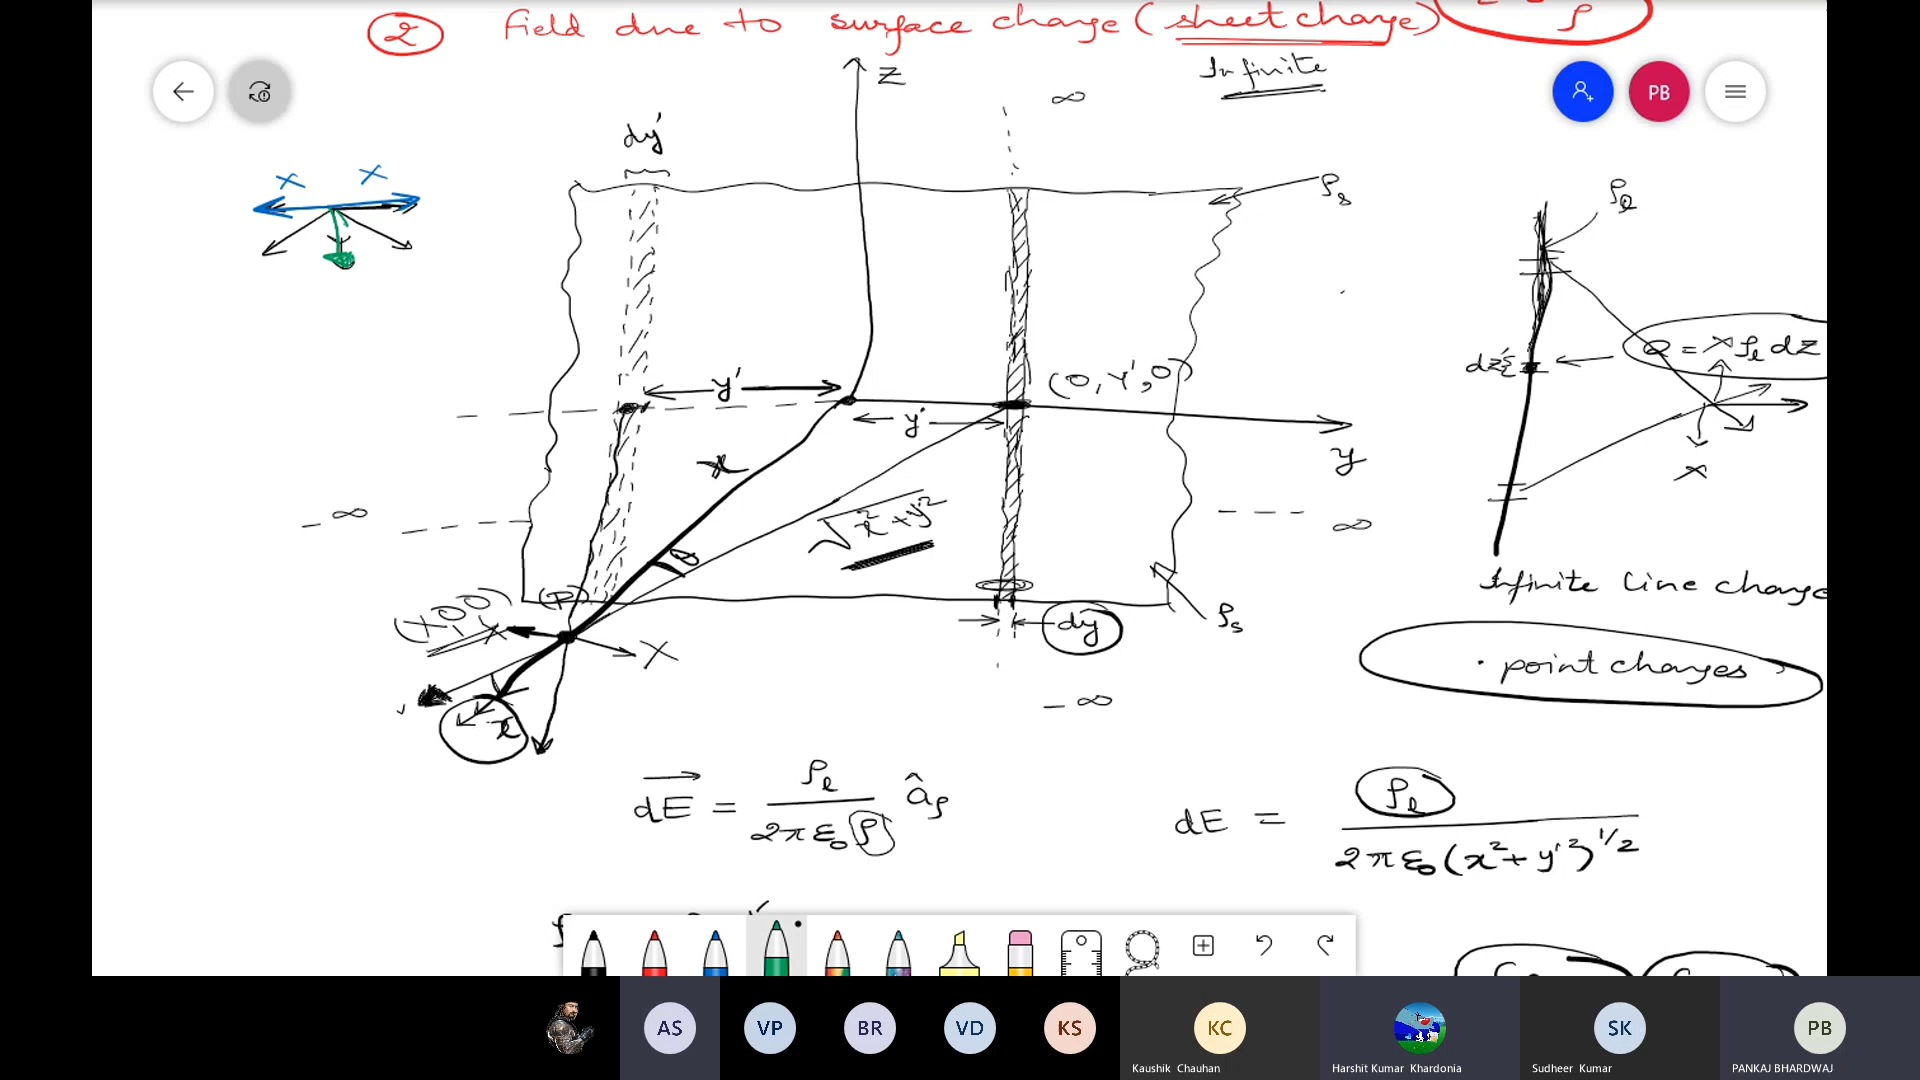 ② Field due to surface charge (sheet charge)
ρ
Infinite
Z
∞
PB
dy'
x x
ρs
ρℓ
(0, y', 0)
y'
Q = ρℓ dz
dz'
y'
y
x
x
-∞
√x²+y'²
∞
θ
Infinite Line charge
(x,0,0)
(P)
dy
ρs
x
. point charges
x
-∞
dE = ρℓ / 2πε₀ρ âρ
dE = ρℓ / 2πε₀(x²+y'²)^1/2
AS VP BR VD KS KC SK PB
Kaushik Chauhan Harshit Kumar Khardonia Sudheer Kumar PANKAJ BHARDWAJ